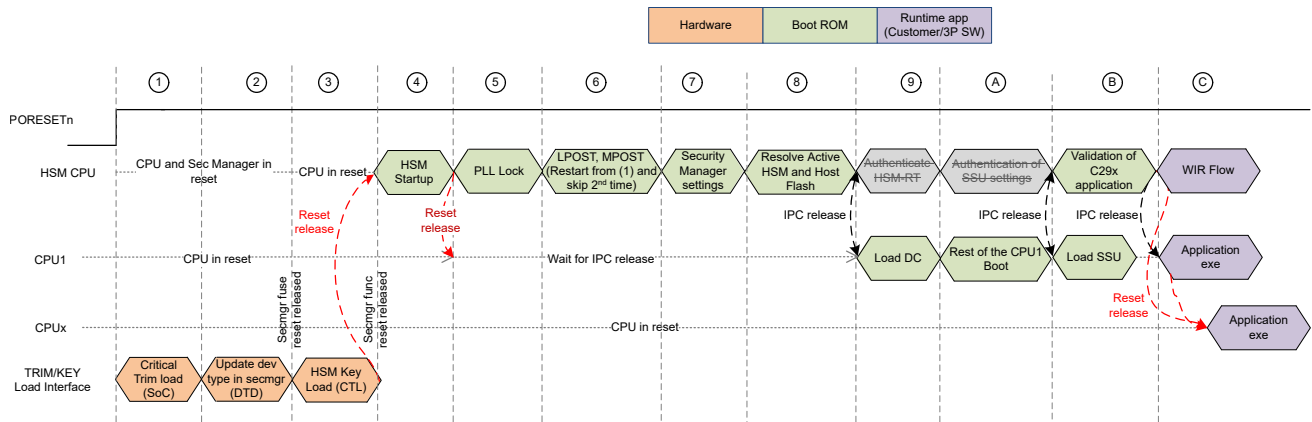 Hardware
Boot ROM
Runtime app
(Customer/3P SW)
1
2
3
4
5
6
7
8
9
A
B
C
PORESETn
HSM CPU
CPU and Sec Manager in
reset
CPU in reset
HSM
Startup
PLL Lock
LPOST, MPOST
(Restart from (1) and
skip 2nd time)
Security
Manager
settings
Resolve Active
HSM and Host
Flash
Authenticate
HSM-RT
Authentication of
SSU settings
Validation of
C29x
application
WIR Flow
Reset
release
Reset
release
IPC release
IPC release
IPC release
CPU1
CPU in reset
Wait for IPC release
Load DC
Rest of the CPU1
Boot
Load SSU
Application
exe
Secmgr fuse
reset released
Secmgr func
reset released
Reset
release
CPUx
CPU in reset
Application
exe
TRIM/KEY
Load Interface
Critical
Trim load
(SoC)
Update dev
type in secmgr
(DTD)
HSM Key
Load (CTL)